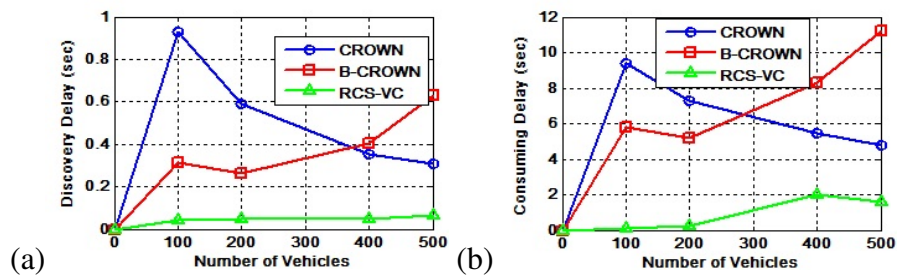 1
0.8
0.6
0.4
0.2
0
Discovery Delay (sec)
CROWN
B-CROWN
RCS-VC
0 100 200 300 400 500
Number of Vehicles
(a)
12
10
8
6
4
2
0
Consuming Delay (sec)
CROWN
B-CROWN
RCS-VC
0 100 200 300 400 500
Number of Vehicles
(b)